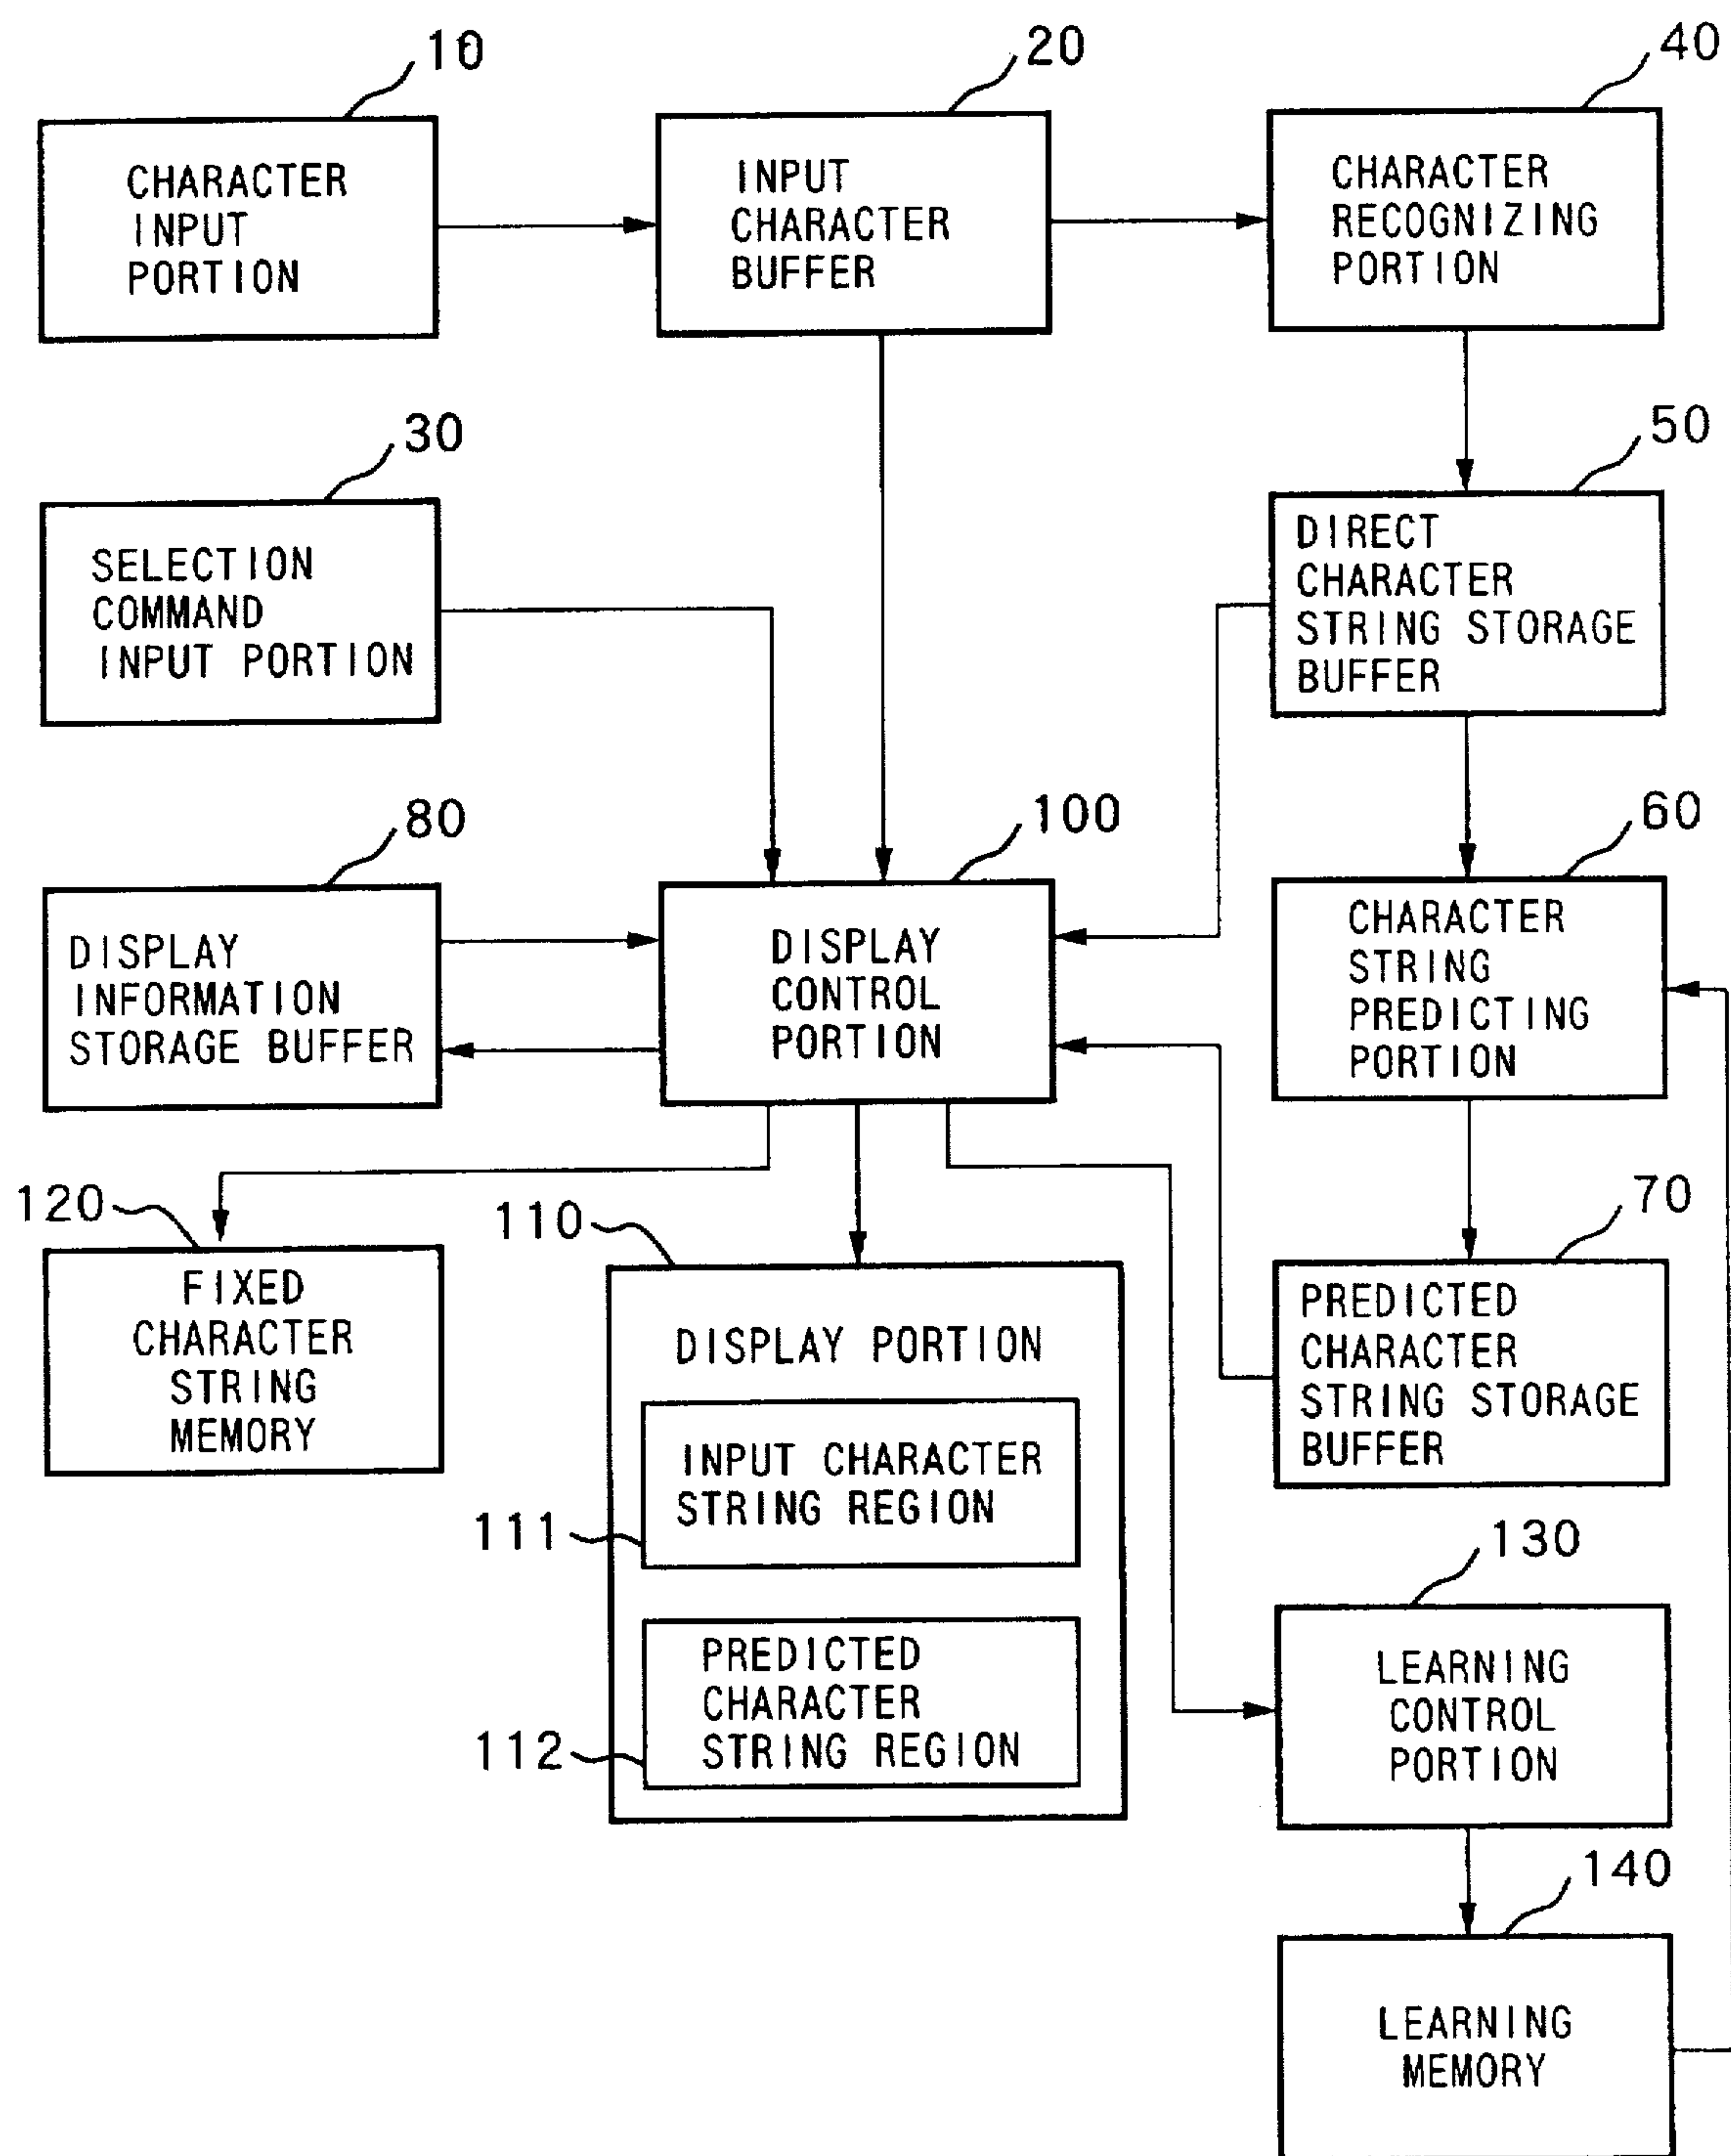 10
CHARACTER
INPUT
PORTION
20
INPUT
CHARACTER
BUFFER
40
CHARACTER
RECOGNIZING
PORTION
30
SELECTION
COMMAND
INPUT PORTION
50
DIRECT
CHARACTER
STRING STORAGE
BUFFER
80
DISPLAY
INFORMATION
STORAGE BUFFER
100
DISPLAY
CONTROL
PORTION
60
CHARACTER
STRING
PREDICTING
PORTION
120
FIXED
CHARACTER
STRING
MEMORY
110
DISPLAY PORTION
111
INPUT CHARACTER
STRING REGION
112
PREDICTED
CHARACTER
STRING REGION
70
PREDICTED
CHARACTER
STRING STORAGE
BUFFER
130
LEARNING
CONTROL
PORTION
140
LEARNING
MEMORY